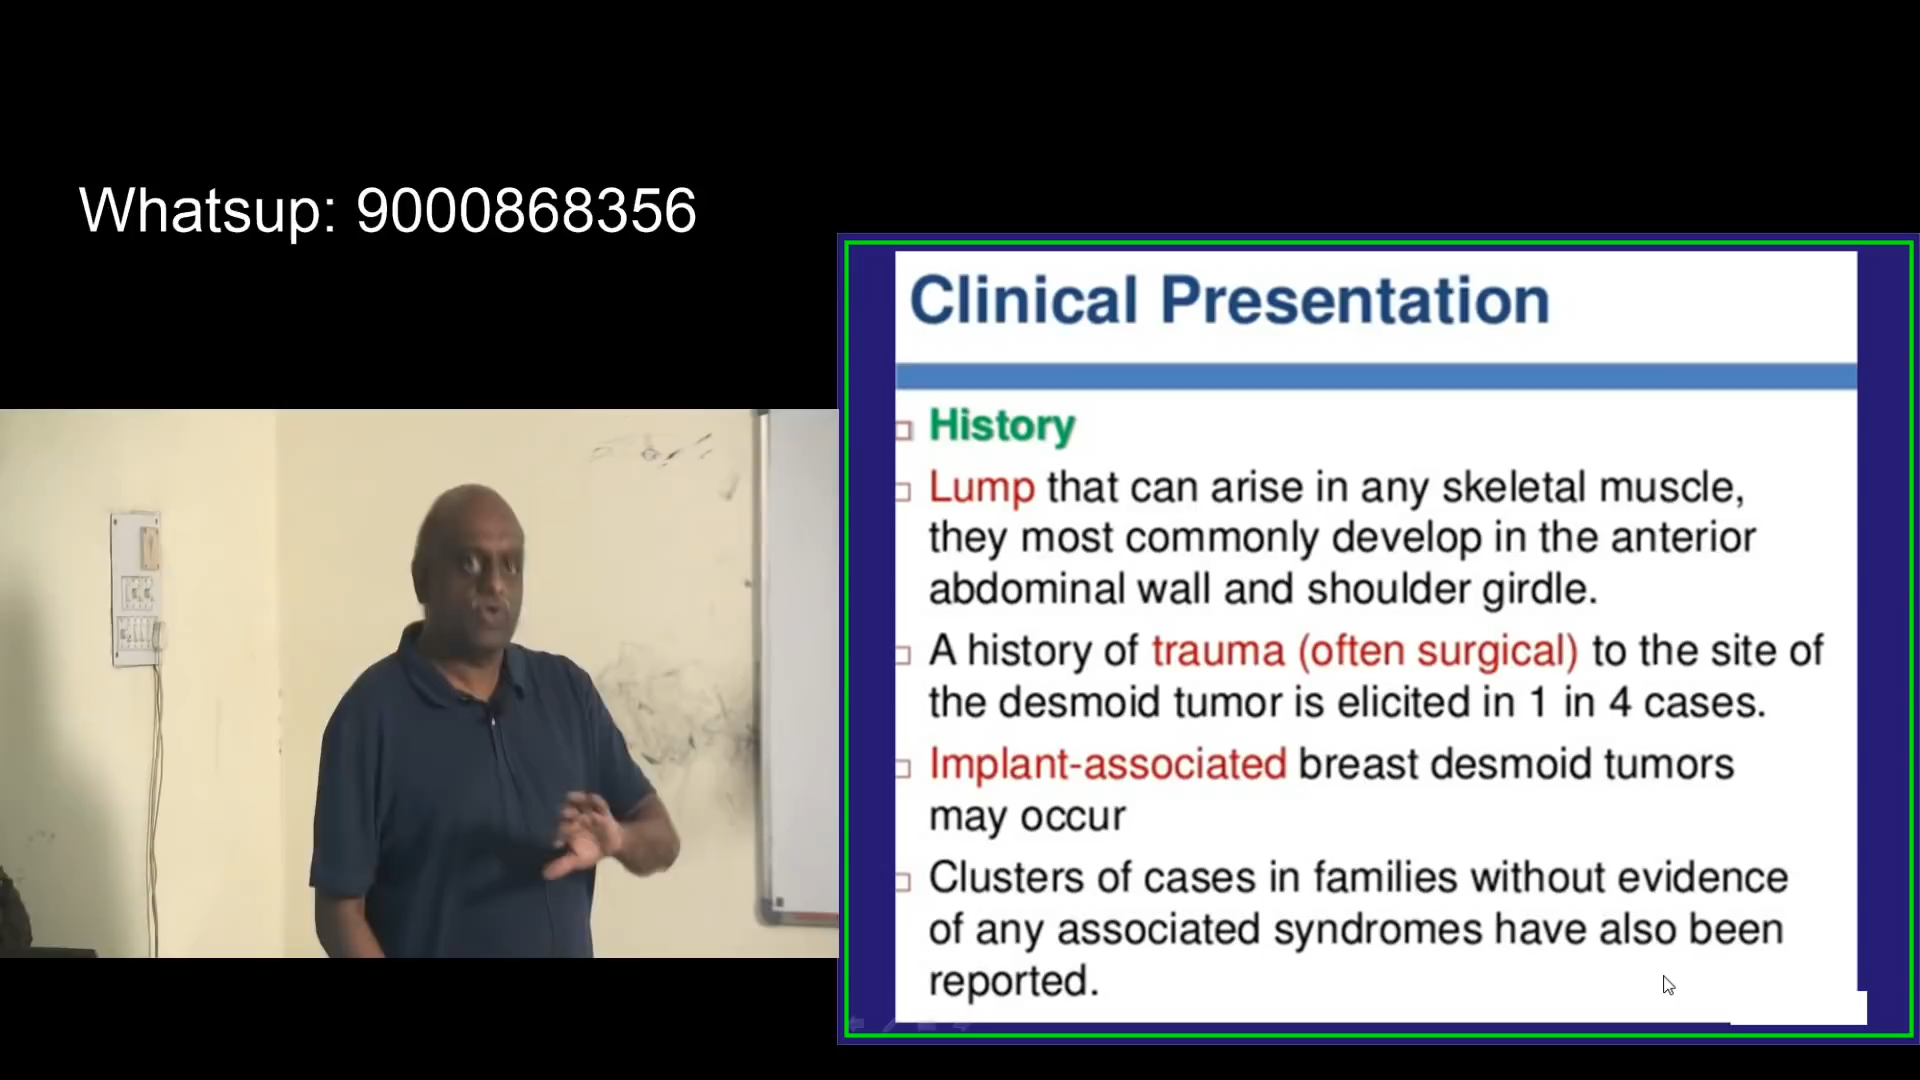 Whatsup: 9000868356
Clinical Presentation
History
Lump that can arise in any skeletal muscle,
they most commonly develop in the anterior
abdominal wall and shoulder girdle.
A history of trauma (often surgical) to the site of
the desmoid tumor is elicited in 1 in 4 cases.
Implant-associated breast desmoid tumors
may occur
Clusters of cases in families without evidence
of any associated syndromes have also been
reported.